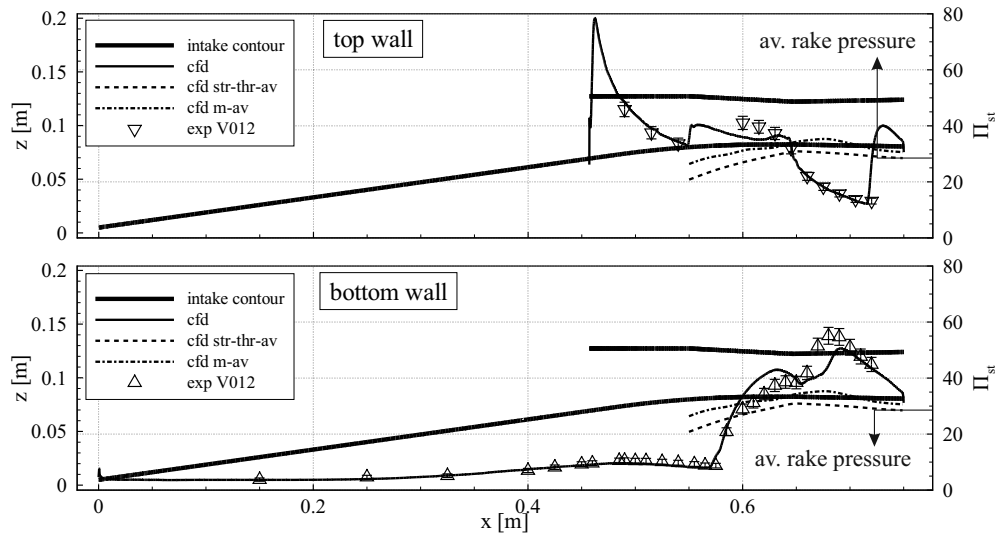 0.2
0.15
0.1
0.05
0
z [m]
intake contour
cfd
cfd str-thr-av
cfd m-av
exp V012
top wall
av. rake pressure
80
60
40
20
0
Π_st
0.2
0.15
0.1
0.05
0
z [m]
intake contour
cfd
cfd str-thr-av
cfd m-av
exp V012
bottom wall
av. rake pressure
80
60
40
20
0
Π_st
0 0.2 0.4 0.6
x [m]